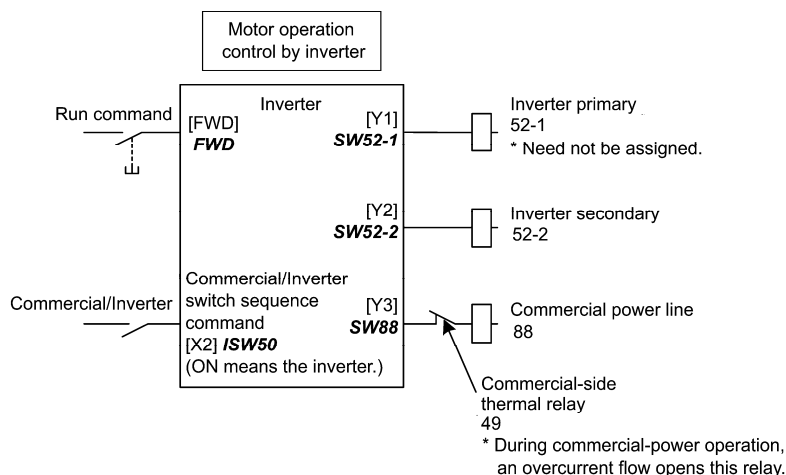 Motor operation
control by inverter
Run command
Inverter
[FWD]
FWD
[Y1]
SW52-1
Inverter primary
52-1
* Need not be assigned.
[Y2]
SW52-2
Inverter secondary
52-2
Commercial/Inverter
Commercial/Inverter
switch sequence
command
[X2] ISW50
(ON means the inverter.)
[Y3]
SW88
Commercial power line
88
Commercial-side
thermal relay
49
* During commercial-power operation,
an overcurrent flow opens this relay.